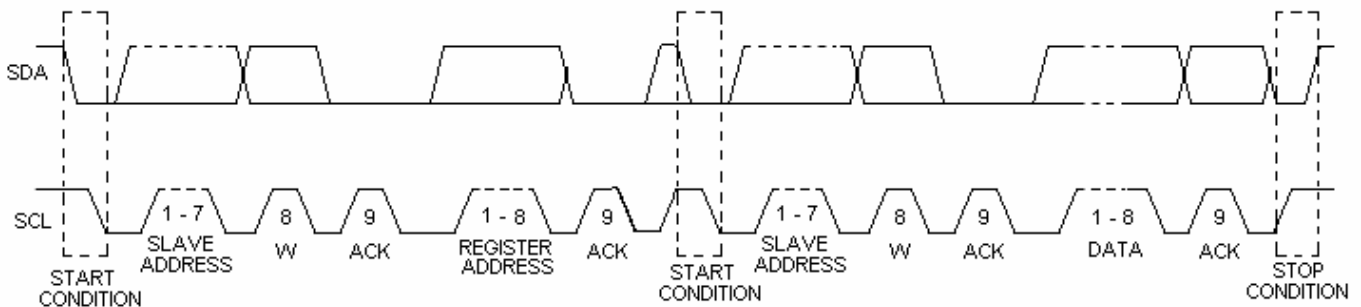 SDA
SCL
1 - 7 8 9 1 - 8 9 1 - 7 8 9 1 - 8 9
SLAVE ADDRESS W ACK REGISTER ADDRESS ACK SLAVE ADDRESS W ACK DATA ACK
START CONDITION START CONDITION STOP CONDITION